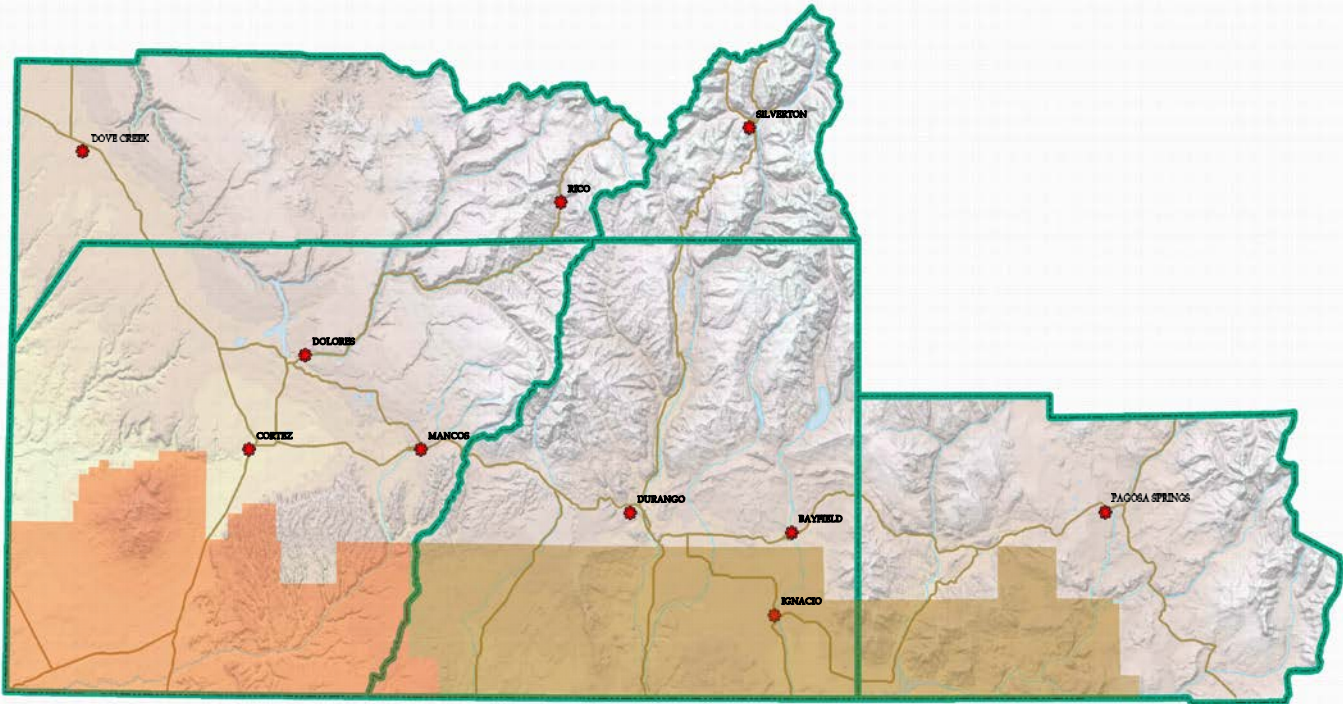 SILVERTON
DOVE CREEK
RICO
DOLORES
CORTEZ
MANCOS
DURANGO
PAGOSA SPRINGS
BAYFIELD
IGNACIO